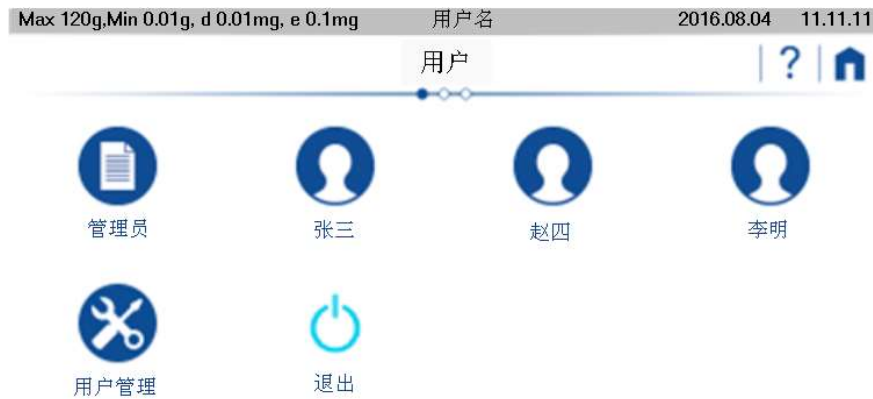 Max 120g,Min 0.01g, d 0.01mg, e 0.1mg 用户名 2016.08.04 11.11.11
用户 ?
管理员 张三 赵四 李明
用户管理 退出